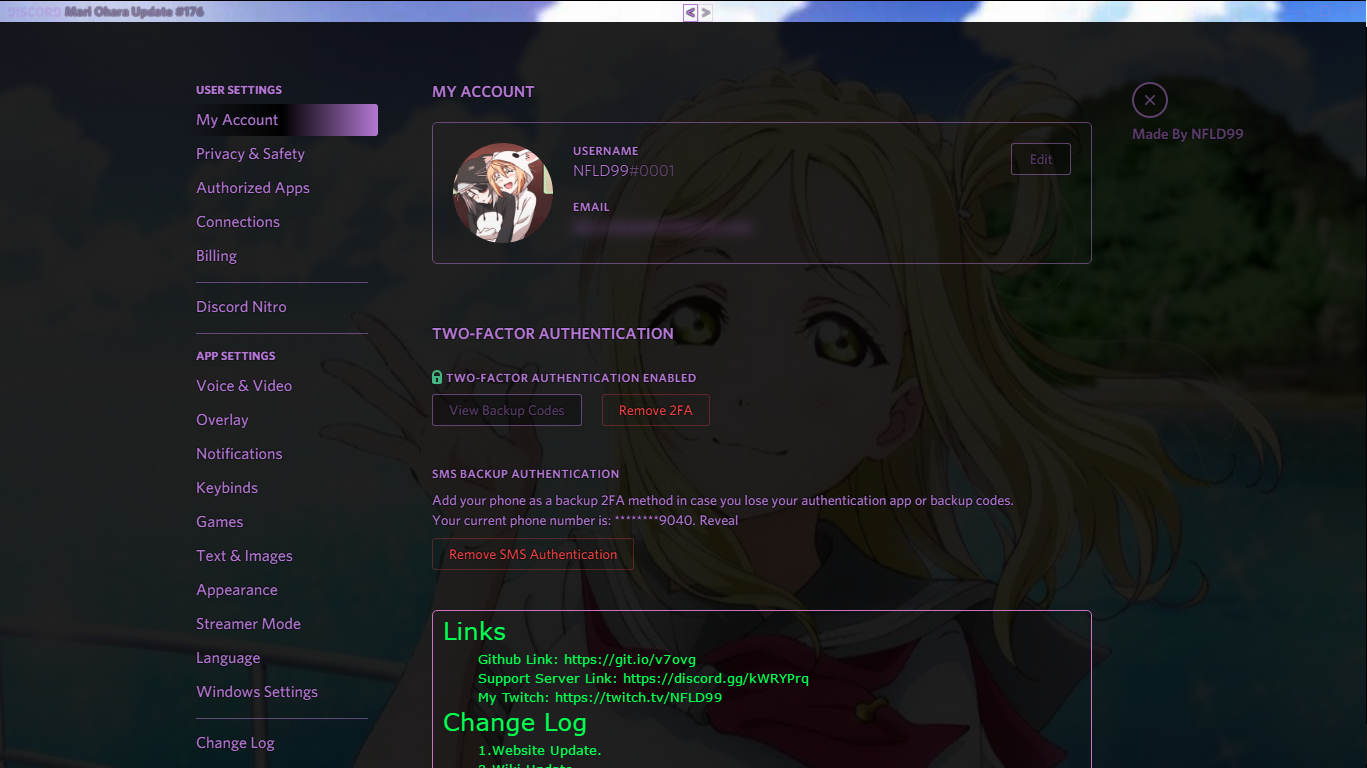 DISCORD Mari Ohara Update #176
< >
USER SETTINGS
My Account
Privacy & Safety
Authorized Apps
Connections
Billing
Discord Nitro
APP SETTINGS
Voice & Video
Overlay
Notifications
Keybinds
Games
Text & Images
Appearance
Streamer Mode
Language
Windows Settings
Change Log
MY ACCOUNT
USERNAME
NFLD99#0001
Edit
EMAIL
Made By NFLD99
TWO-FACTOR AUTHENTICATION
TWO-FACTOR AUTHENTICATION ENABLED
View Backup Codes
Remove 2FA
SMS BACKUP AUTHENTICATION
Add your phone as a backup 2FA method in case you lose your authentication app or backup codes.
Your current phone number is: ********9040. Reveal
Remove SMS Authentication
Links
Github Link: https://git.io/v7ovg
Support Server Link: https://discord.gg/kWRYPrq
My Twitch: https://twitch.tv/NFLD99
Change Log
1.Website Update.
2.Wiki Update